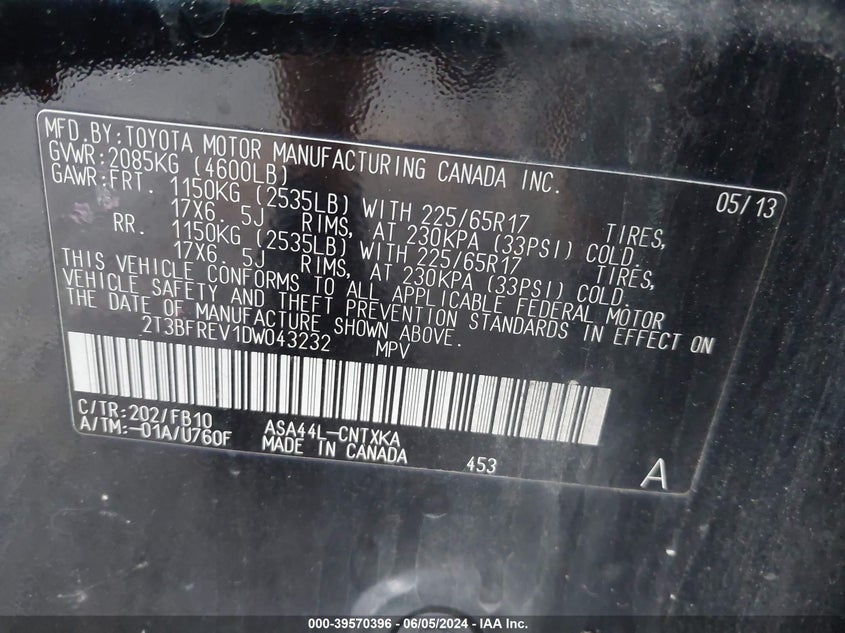 MFD.BY:TOYOTA MOTOR MANUFACTURING CANADA INC.
GVWR:2085KG (4600LB) 05/13
GAWR:FRT. 1150KG (2535LB) WITH 225/65R17 TIRES,
17X6. 5J RIMS, AT 230KPA (33PSI) COLD.
RR. 1150KG (2535LB) WITH 225/65R17 TIRES,
17X6. 5J RIMS, AT 230KPA (33PSI) COLD.
THIS VEHICLE CONFORMS TO ALL APPLICABLE FEDERAL MOTOR
VEHICLE SAFETY AND THEFT PREVENTION STANDARDS IN EFFECT ON
THE DATE OF MANUFACTURE SHOWN ABOVE.
2T3BFREV1DW043232 MPV
C/TR:202/FB10 ASA44L-CNTXKA
A/TM:-01A/U760F MADE IN CANADA 453 A
000-39570396 - 06/05/2024 - IAA Inc.